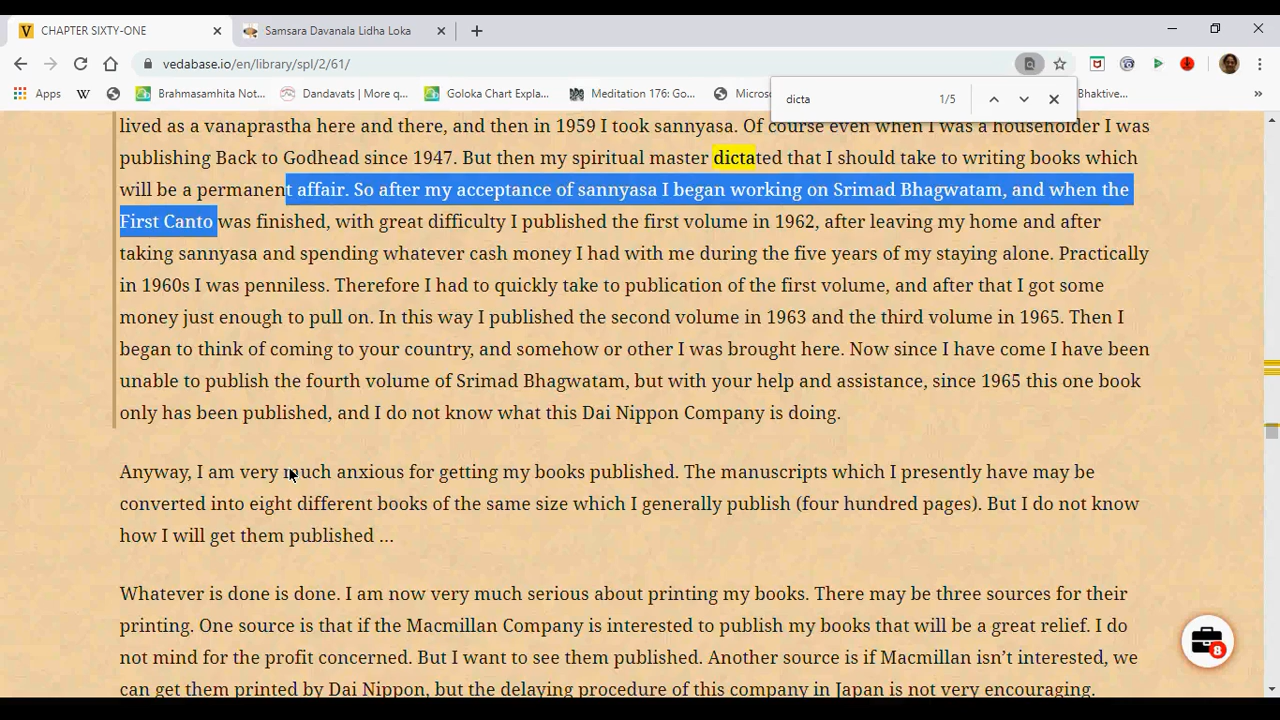 CHAPTER SIXTY-ONE
Samsara Davanala Lidha Loka
vedabase.io/en/library/spl/2/61/
Apps
Brahmasamhita Not...
Dandavats | More q...
Goloka Chart Expla...
Meditation 176: Go...
Microso
Bhaktive...
dicta
1/5
lived as a vanaprastha here and there, and then in 1959 I took sannyasa. Of course even when I was a householder I was
publishing Back to Godhead since 1947. But then my spiritual master dictated that I should take to writing books which
will be a permanent affair. So after my acceptance of sannyasa I began working on Srimad Bhagwatam, and when the
First Canto was finished, with great difficulty I published the first volume in 1962, after leaving my home and after
taking sannyasa and spending whatever cash money I had with me during the five years of my staying alone. Practically
in 1960s I was penniless. Therefore I had to quickly take to publication of the first volume, and after that I got some
money just enough to pull on. In this way I published the second volume in 1963 and the third volume in 1965. Then I
began to think of coming to your country, and somehow or other I was brought here. Now since I have come I have been
unable to publish the fourth volume of Srimad Bhagwatam, but with your help and assistance, since 1965 this one book
only has been published, and I do not know what this Dai Nippon Company is doing.
Anyway, I am very much anxious for getting my books published. The manuscripts which I presently have may be
converted into eight different books of the same size which I generally publish (four hundred pages). But I do not know
how I will get them published ...
Whatever is done is done. I am now very much serious about printing my books. There may be three sources for their
printing. One source is that if the Macmillan Company is interested to publish my books that will be a great relief. I do
not mind for the profit concerned. But I want to see them published. Another source is if Macmillan isn't interested, we
can get them printed by Dai Nippon, but the delaying procedure of this company in Japan is not very encouraging.
8